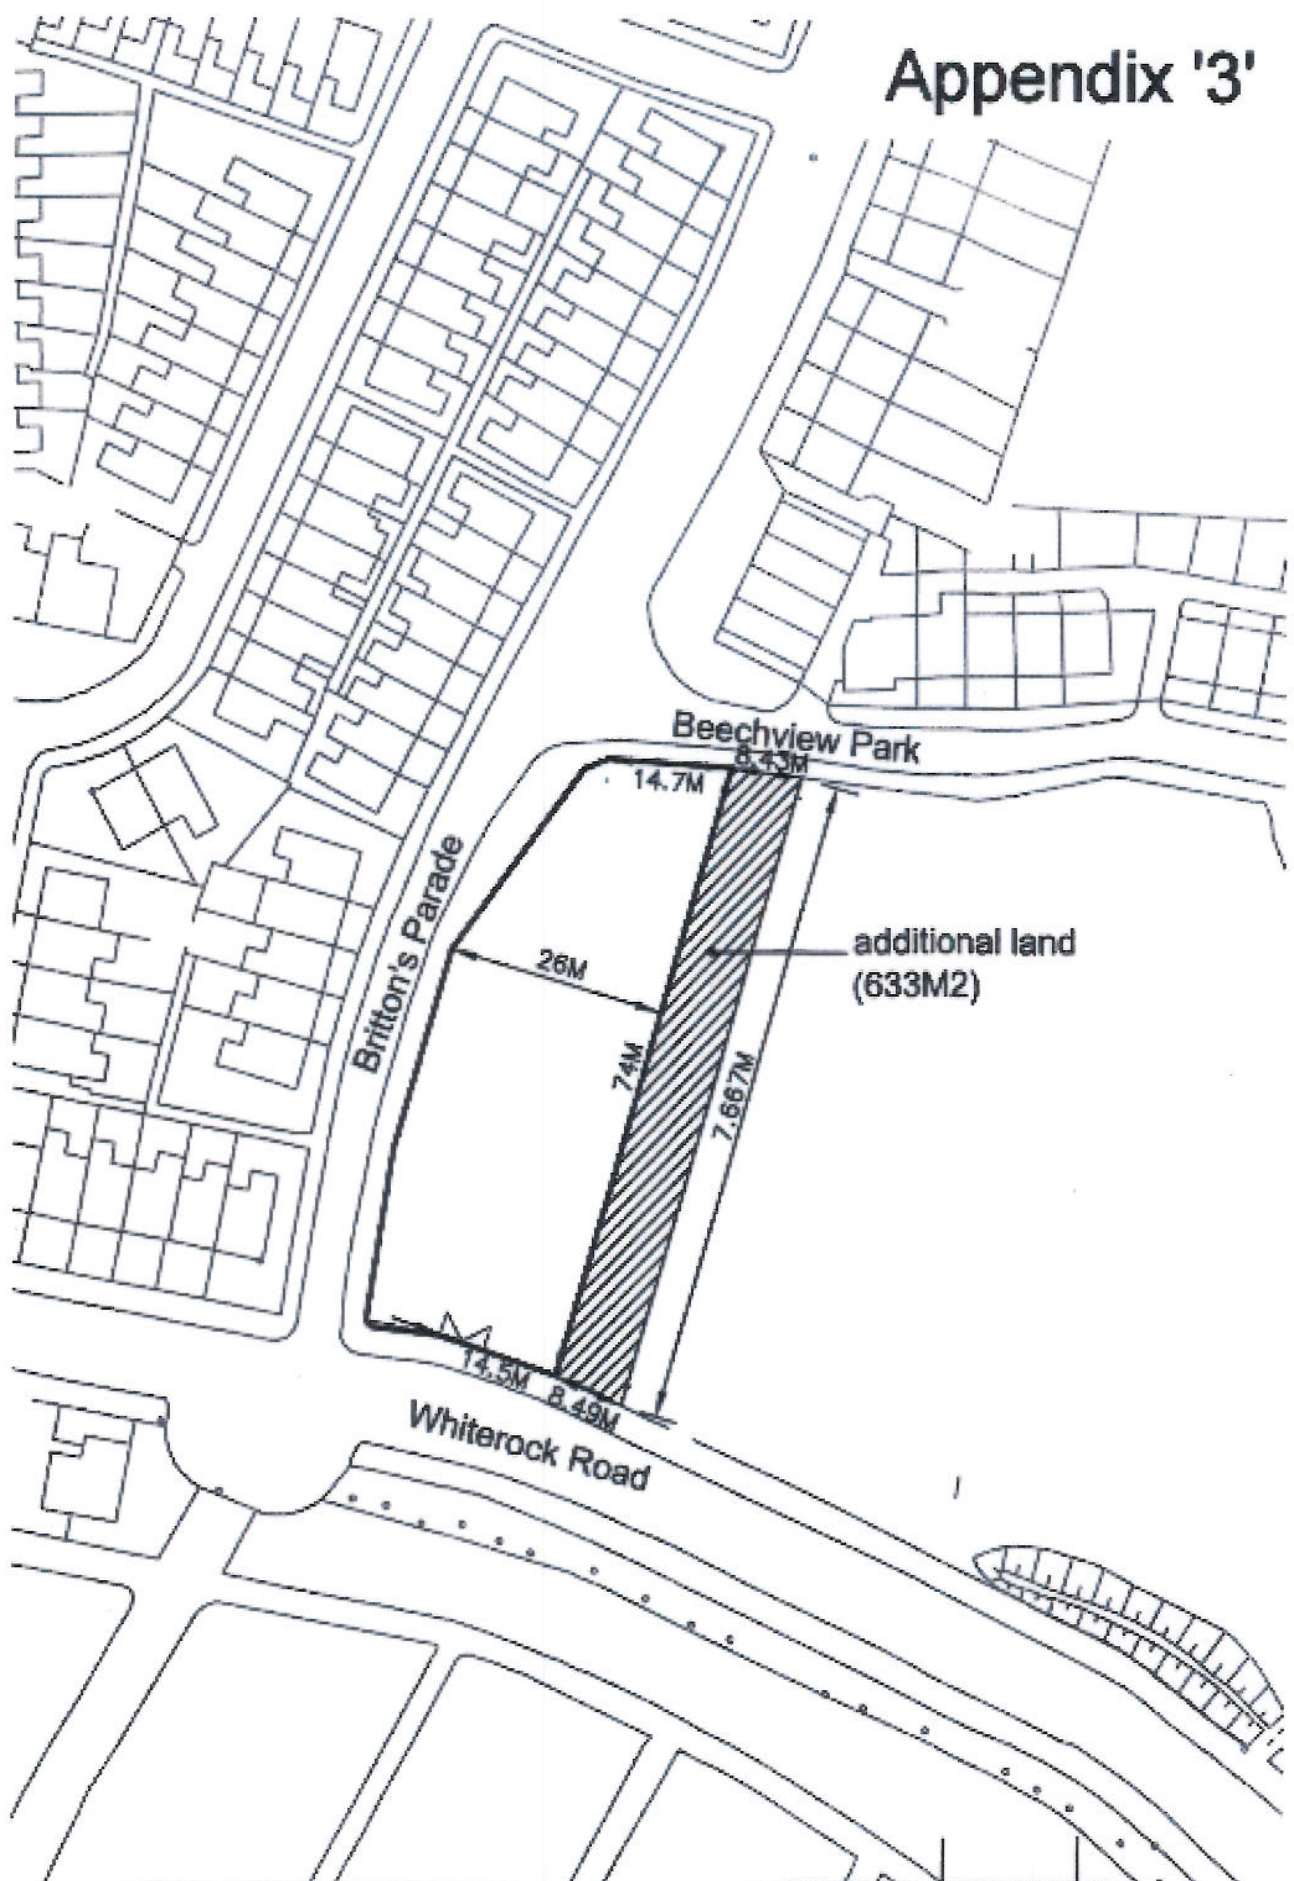 Appendix '3'
Beechview Park
8.43M
14.7M
Britton's Parade
26M
additional land
(633M2)
74M
7.667M
14.5M
8.49M
Whiterock Road